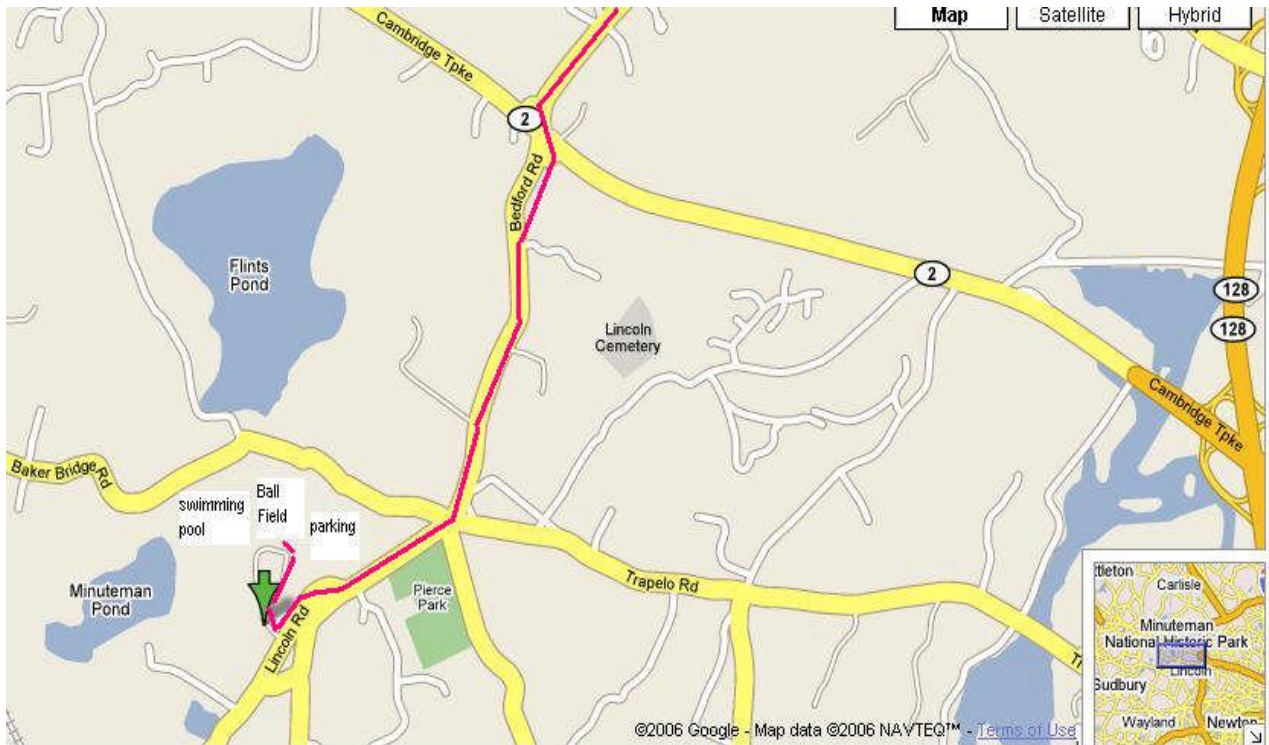 Map
Satellite
Hybrid
Cambridge Tpke
2
Bedford Rd
Flints
Pond
2
128
128
Lincoln
Cemetery
Cambridge Tpke
Baker Bridge Rd
swimming
pool
Ball
Field
parking
Minuteman
Pond
Pierce
Park
Trapelo Rd
Lincoln Rd
ttleton
Carlisle
Minuteman
National Historic Park
Lincoln
Sudbury
Wayland
Newton
©2006 Google - Map data ©2006 NAVTEQ™ - Terms of Use